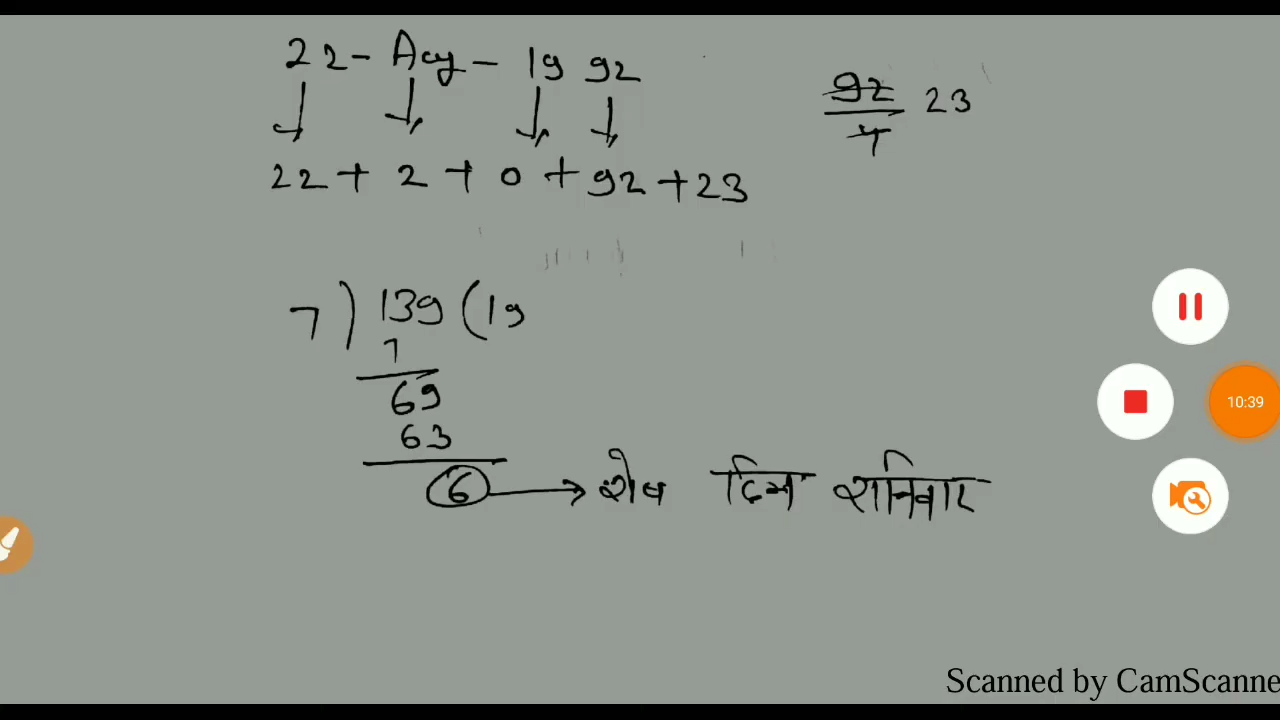 22 - Aug - 19 92
92/4 23
22 + 2 + 0 + 92 + 23
7 ) 139 ( 19
7
69
63
6 → शेष दिन शनिवार
10:39
Scanned by CamScanne